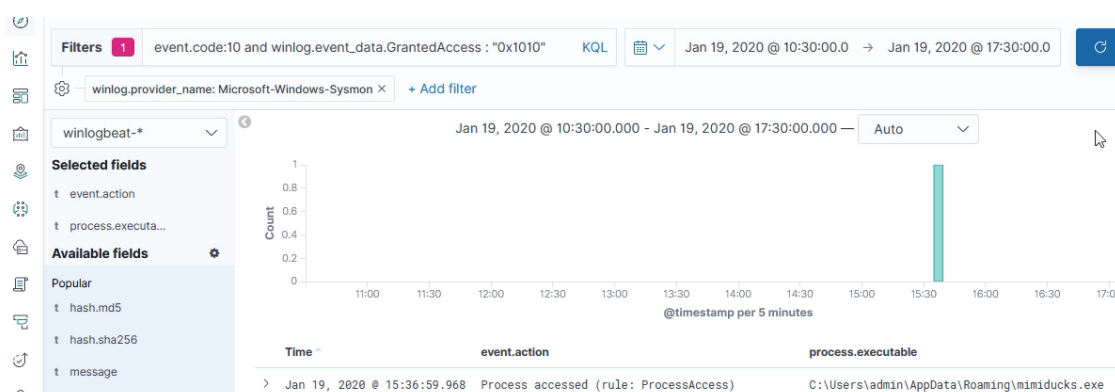 Filters 1 event.code:10 and winlog.event_data.GrantedAccess : "0x1010" KQL Jan 19, 2020 @ 10:30:00.0 → Jan 19, 2020 @ 17:30:00.0
winlog.provider_name: Microsoft-Windows-Sysmon × + Add filter
winlogbeat-*
Jan 19, 2020 @ 10:30:00.000 - Jan 19, 2020 @ 17:30:00.000 — Auto
Selected fields
t event.action
t process.executa...
Available fields
Popular
t hash.md5
t hash.sha256
t message
Count
1
0.8
0.6
0.4
0.2
0
11:00 11:30 12:00 12:30 13:00 13:30 14:00 14:30 15:00 15:30 16:00 16:30 17:0
@timestamp per 5 minutes
Time event.action process.executable
Jan 19, 2020 @ 15:36:59.968 Process accessed (rule: ProcessAccess) C:\Users\admin\AppData\Roaming\mimiducks.exe